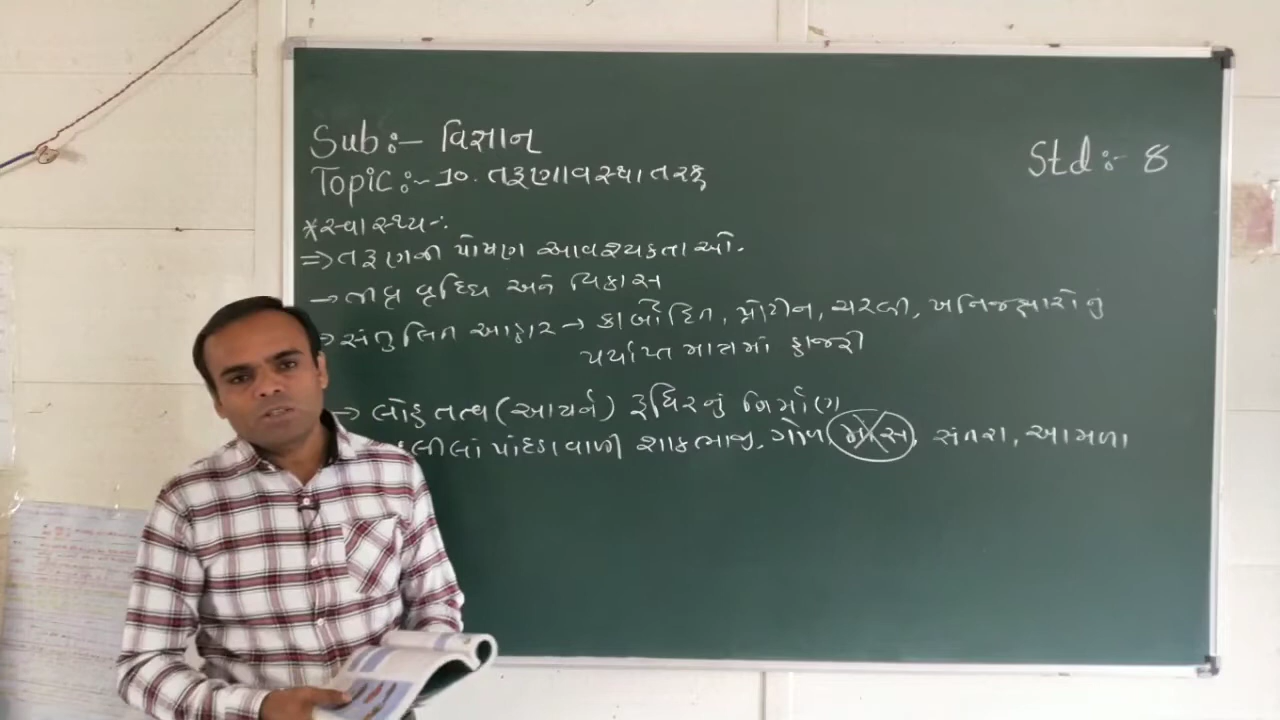 Sub:- વિજ્ઞાન
Std:- 8
Topic:- 10. તરૂણાવસ્થા તરફ
*સ્વાસ્થ્ય-:
⇒ તરૂણની પોષણ આવશ્યકતાઓ.
→ તીવ્ર વૃધ્ધિ અને વિકાસ
સંતુલિત આહાર → કાર્બોદિત, પ્રોટીન, ચરબી, ખનિજક્ષારોનું
પર્યાપ્ત માત્રમાં હાજરી
→ લોહતત્વ (આયર્ન) રૂધિરનું નિર્માણ
લીલાં પાંદડાવાળી શાકભાજી, ગોળ, માંસ, સંતરા, આમળા